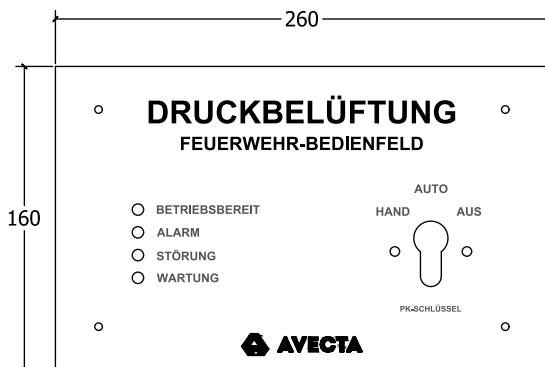 260
DRUCKBELÜFTUNG
FEUERWEHR-BEDIENFELD
AUTO
HAND AUS
160
BETRIEBSBEREIT
ALARM
STÖRUNG
WARTUNG
PK-SCHLÜSSEL
AVECTA